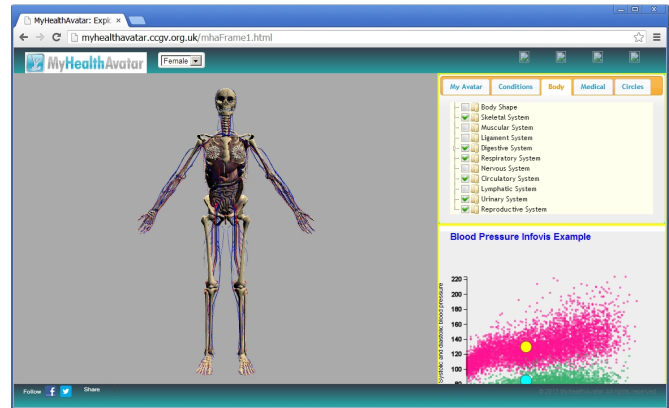 MyHealthAvatar: Explo
myhealthavatar.ccgv.org.uk/mhaFrame1.html
MyHealthAvatar
Female
My Avatar Conditions Body Medical Circles
Body Shape
Skeletal System
Muscular System
Ligament System
Digestive System
Respiratory System
Nervous System
Circulatory System
Lymphatic System
Urinary System
Reproductive System
Blood Pressure Infovis Example
Systolic and diastolic blood pressure
220
200
180
160
140
120
100
80
Follow
Share